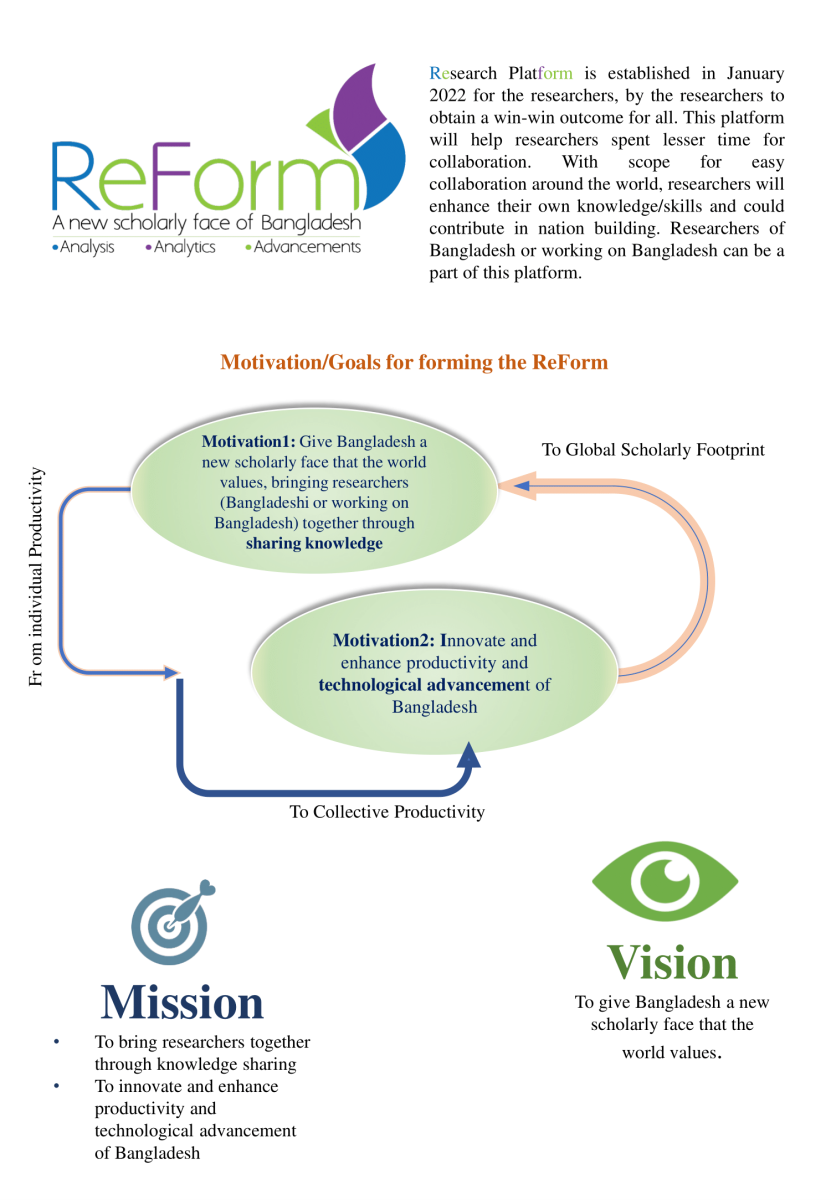 ReForm
A new scholarly face of Bangladesh
•Analysis •Analytics •Advancements
Research Platform is established in January
2022 for the researchers, by the researchers to
obtain a win-win outcome for all. This platform
will help researchers spent lesser time for
collaboration. With scope for easy
collaboration around the world, researchers will
enhance their own knowledge/skills and could
contribute in nation building. Researchers of
Bangladesh or working on Bangladesh can be a
part of this platform.
Motivation/Goals for forming the ReForm
Motivation1: Give Bangladesh a
new scholarly face that the world
values, bringing researchers
(Bangladeshi or working on
Bangladesh) together through
sharing knowledge
To Global Scholarly Footprint
Fr om individual Productivity
Motivation2: Innovate and
enhance productivity and
technological advancement of
Bangladesh
To Collective Productivity
Mission
• To bring researchers together
through knowledge sharing
• To innovate and enhance
productivity and
technological advancement
of Bangladesh
Vision
To give Bangladesh a new
scholarly face that the
world values.